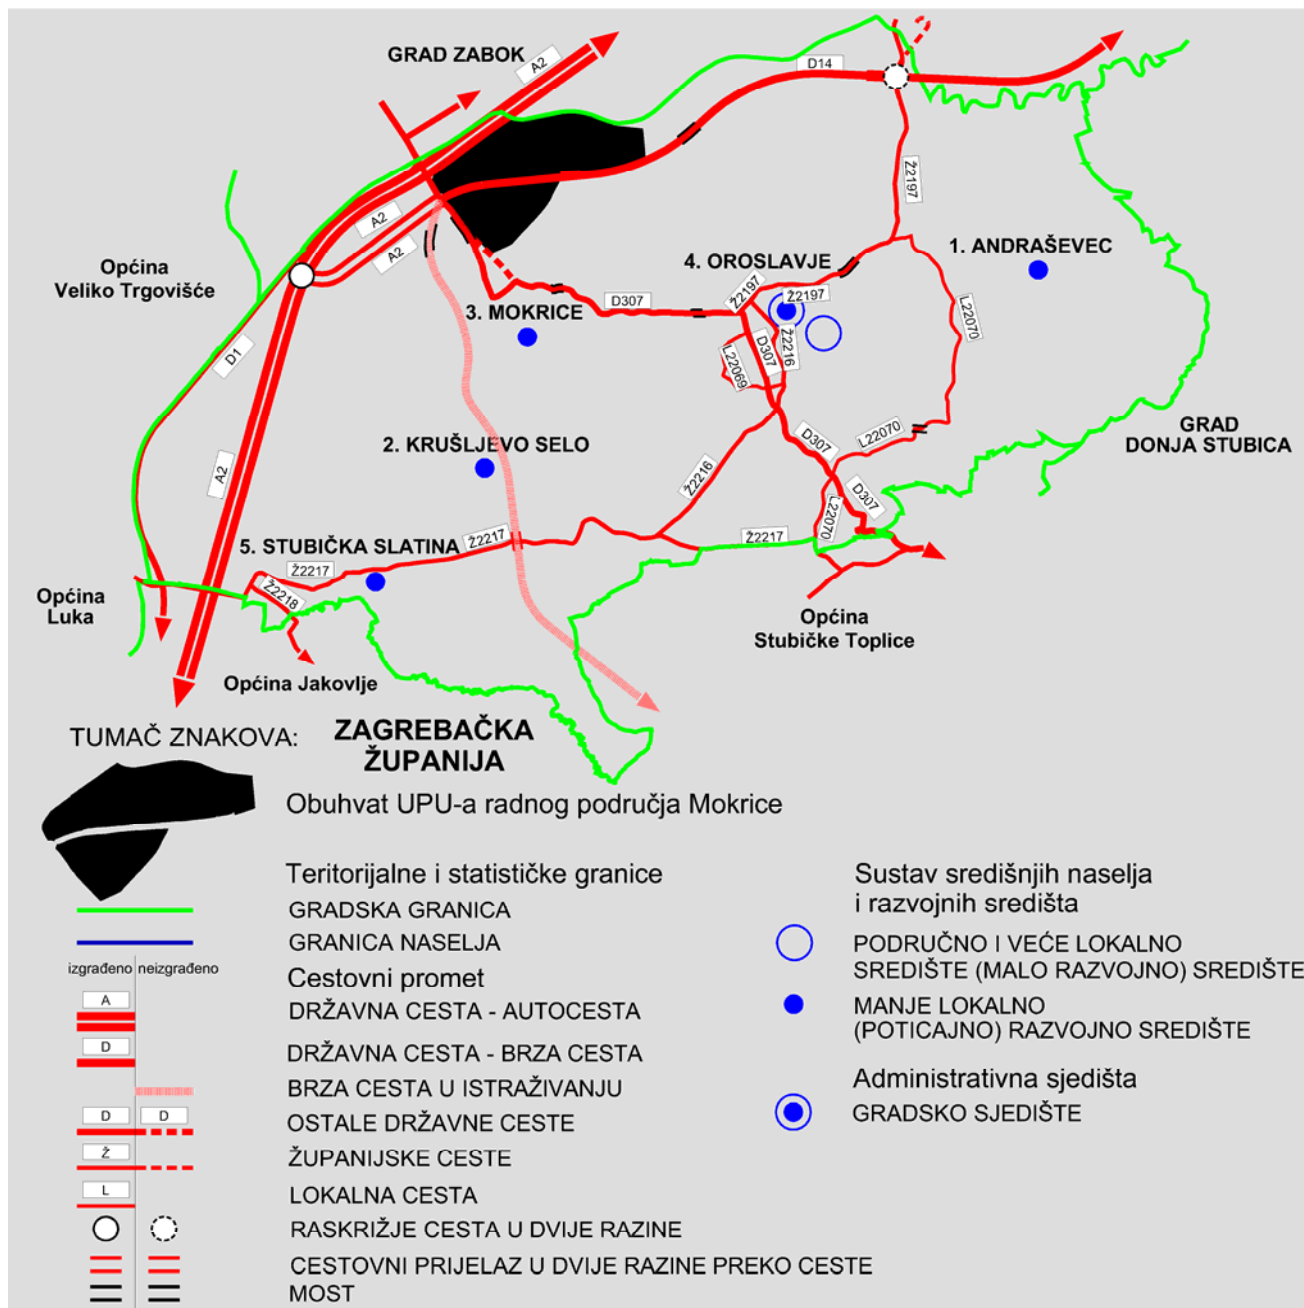 GRAD ZABOK
A2
D14
Ž2197
A2
A2
1. ANDRAŠEVEC
4. OROSLAVJE
Općina
Veliko Trgovišće
Ž2197
Ž2197
D307
3. MOKRICE
L22070
D1
L22069
D307
Ž2216
GRAD
DONJA STUBICA
2. KRUŠLJEVO SELO
D307
L22070
A2
Ž2216
D307
L22070
5. STUBIČKA SLATINA
Ž2217
Ž2217
Ž2217
Ž2218
Općina
Luka
Općina
Stubičke Toplice
Općina Jakovlje
ZAGREBAČKA
ŽUPANIJA
TUMAČ ZNAKOVA:
Obuhvat UPU-a radnog područja Mokrice
Teritorijalne i statističke granice
GRADSKA GRANICA
GRANICA NASELJA
izgrađeno neizgrađeno
Cestovni promet
A
DRŽAVNA CESTA - AUTOCESTA
D
DRŽAVNA CESTA - BRZA CESTA
BRZA CESTA U ISTRAŽIVANJU
D D
OSTALE DRŽAVNE CESTE
Ž
ŽUPANIJSKE CESTE
L
LOKALNA CESTA
RASKRIŽJE CESTA U DVIJE RAZINE
CESTOVNI PRIJELAZ U DVIJE RAZINE PREKO CESTE
MOST
Sustav središnjih naselja
i razvojnih središta
PODRUČNO I VEĆE LOKALNO
SREDIŠTE (MALO RAZVOJNO) SREDIŠTE
MANJE LOKALNO
(POTICAJNO) RAZVOJNO SREDIŠTE
Administrativna sjedišta
GRADSKO SJEDIŠTE